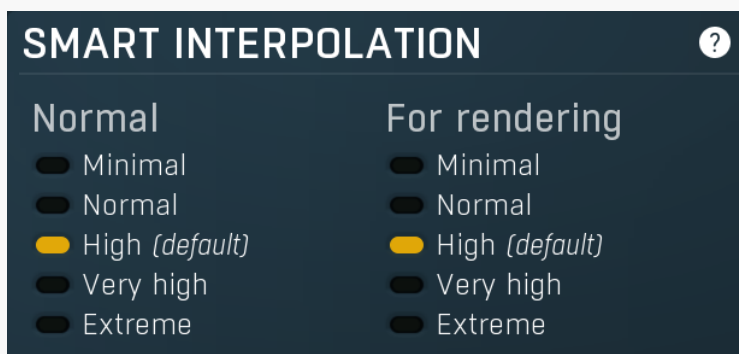 SMART INTERPOLATION ?
Normal
Minimal
Normal
High (default)
Very high
Extreme
For rendering
Minimal
Normal
High (default)
Very high
Extreme